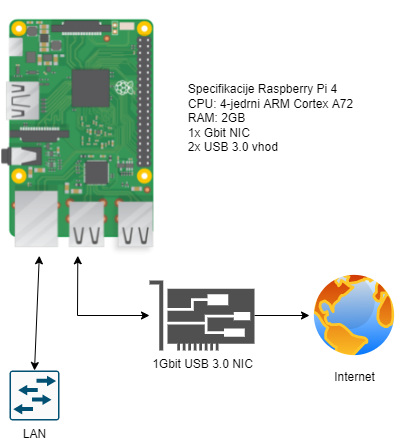 Specifikacije Raspberry Pi 4
CPU: 4-jedrni ARM Cortex A72
RAM: 2GB
1x Gbit NIC
2x USB 3.0 vhod
1Gbit USB 3.0 NIC
Internet
LAN